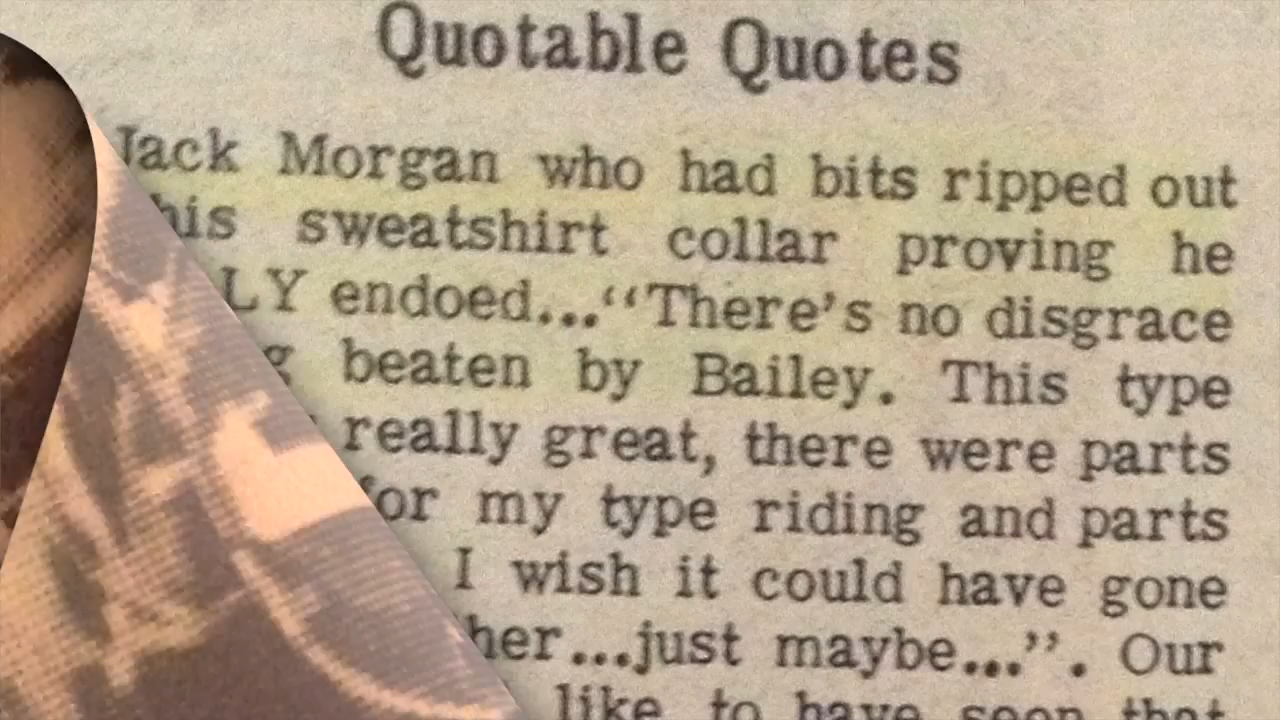 Quotable Quotes
Jack Morgan who had bits ripped out
his sweatshirt collar proving he
LY endoed..."There's no disgrace
beaten by Bailey. This type
really great, there were parts
for my type riding and parts
I wish it could have gone
her...just maybe...". Our
like to have seen that